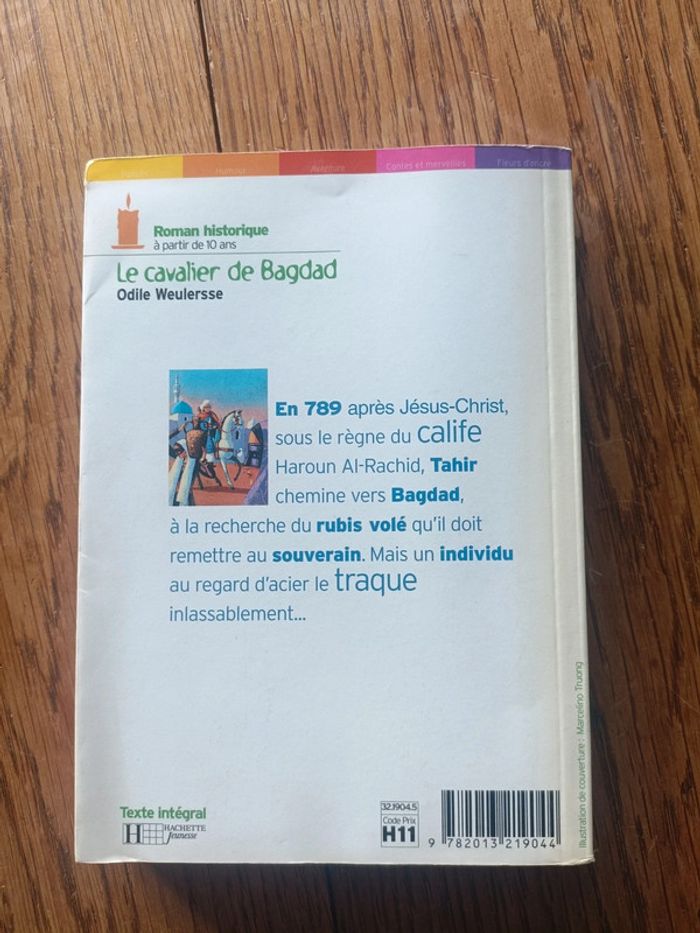 Humour
Aventure
Contes et merveilles
Fleurs d'encre
Roman historique
à partir de 10 ans
Le cavalier de Bagdad
Odile Weulersse
En 789 après Jésus-Christ,
sous le règne du calife
Haroun Al-Rachid, Tahir
chemine vers Bagdad,
à la recherche du rubis volé qu'il doit
remettre au souverain. Mais un individu
au regard d'acier le traque
inlassablement...
Illustration de couverture : Marcelino Truong
Texte intégral
H HACHETTE
Jeunesse
32.1904.5
Code Prix
H11
9 782013 219044